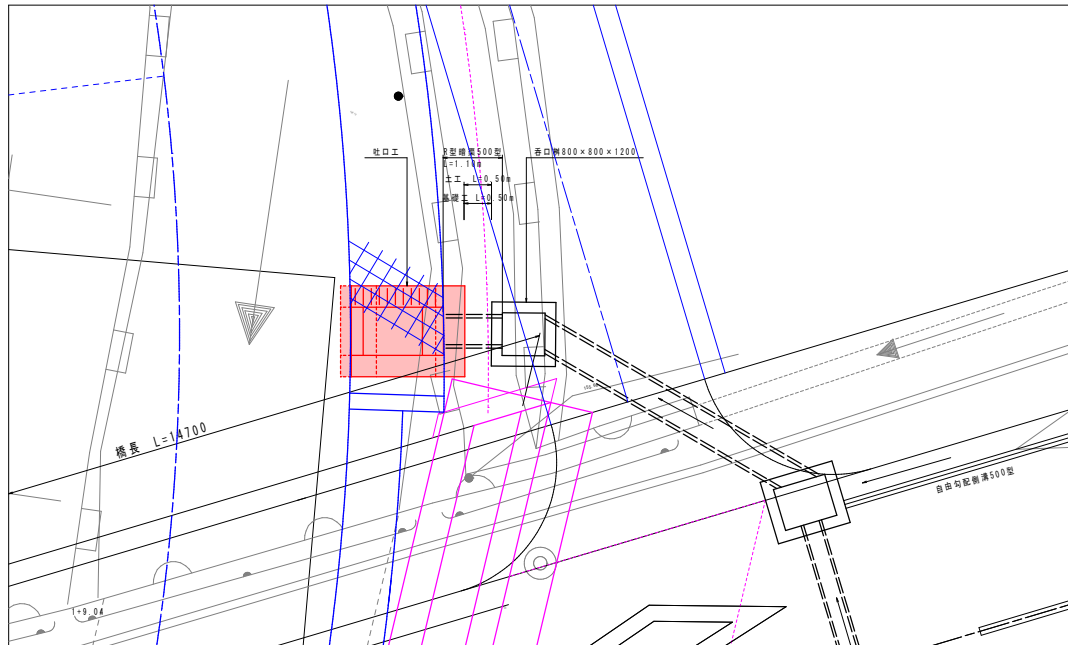 吐口工
R型暗渠500型
L=1.10m
呑口桝800×800×1200
土工 L=0.50m
基礎工 L=0.50m
橋長 L=14700
自由勾配側溝500型
1+9.04